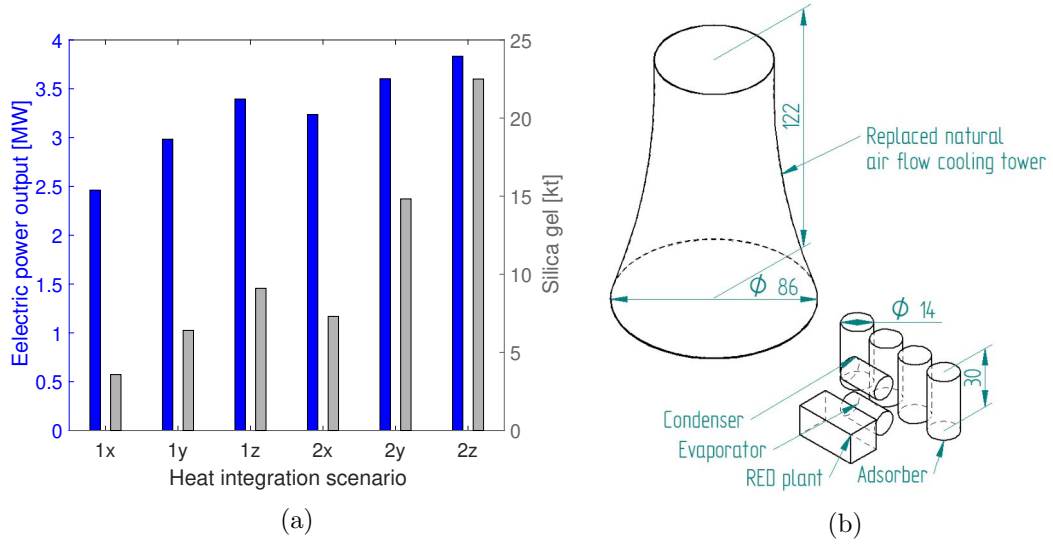 4
3.5
3
2.5
2
1.5
1
0.5
0
Eelectric power output [MW]
25
20
15
10
5
0
Silica gel [kt]
1x 1y 1z 2x 2y 2z
Heat integration scenario
(a)
122
Replaced natural
air flow cooling tower
Φ 86
Φ 14
30
Condenser
Evaporator
RED plant
Adsorber
(b)